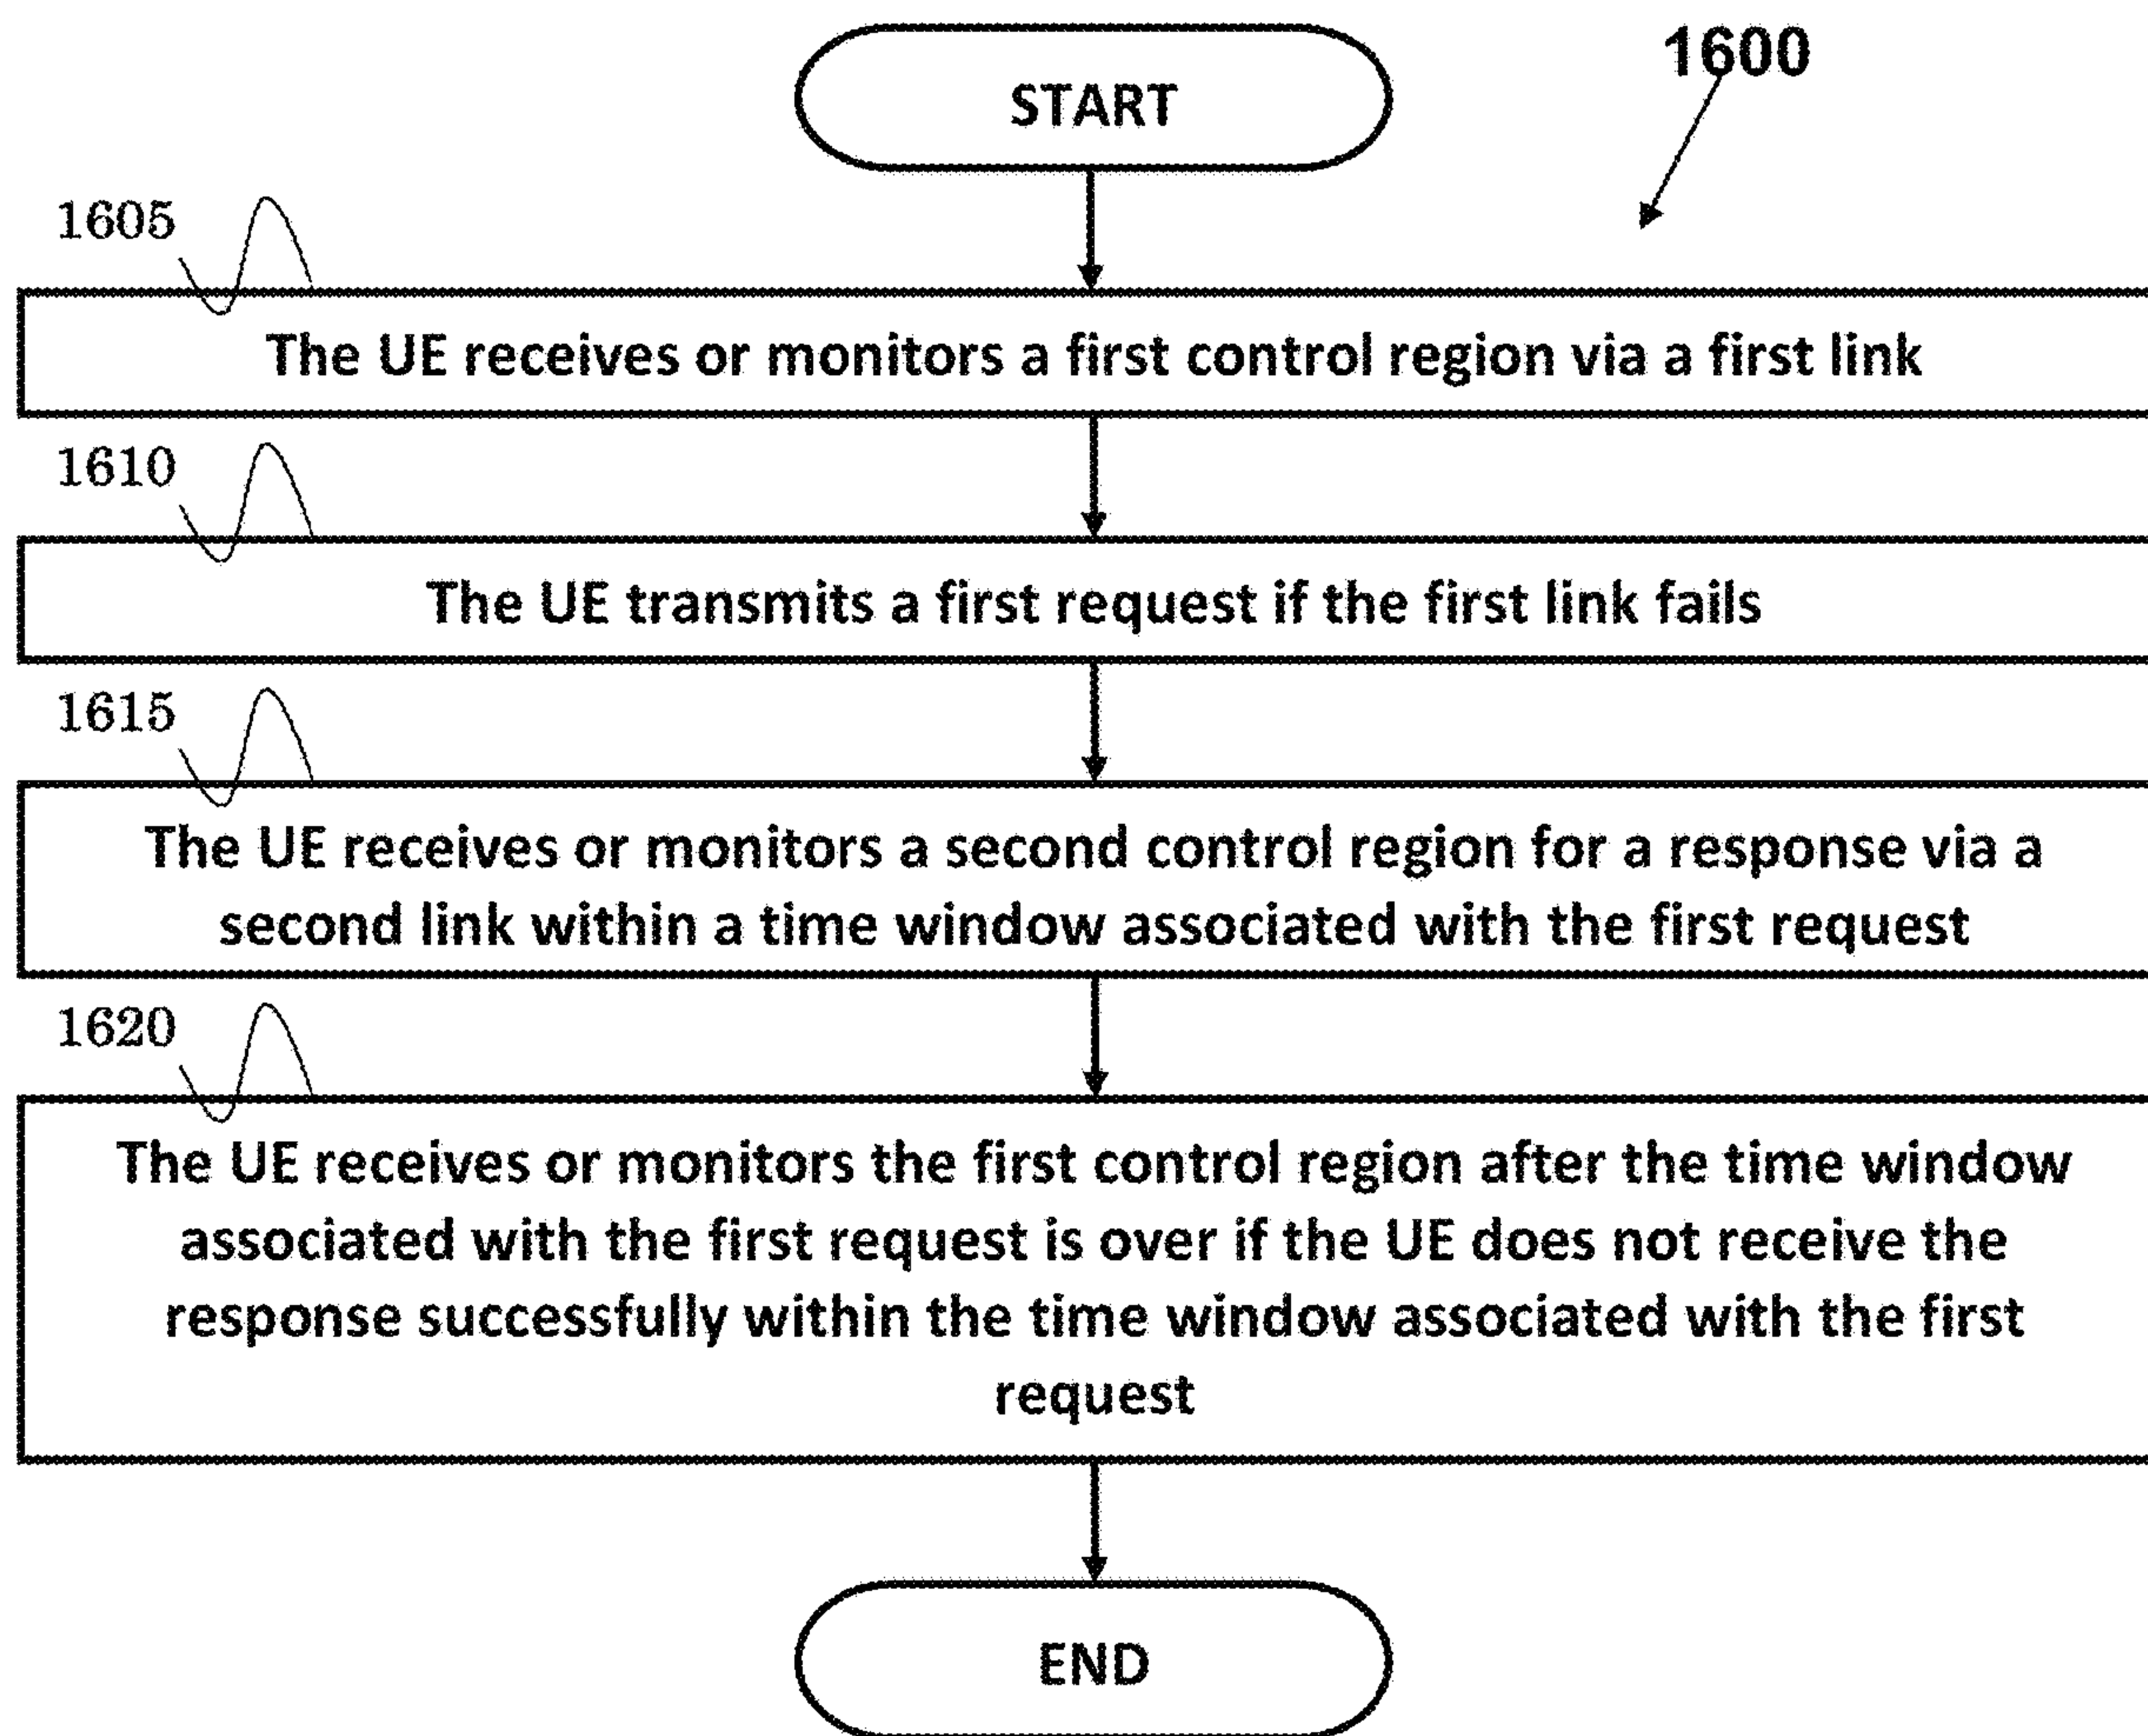 START
1600
1605
The UE receives or monitors a first control region via a first link
1610
The UE transmits a first request if the first link fails
1615
The UE receives or monitors a second control region for a response via a
second link within a time window associated with the first request
1620
The UE receives or monitors the first control region after the time window
associated with the first request is over if the UE does not receive the
response successfully within the time window associated with the first
request
END